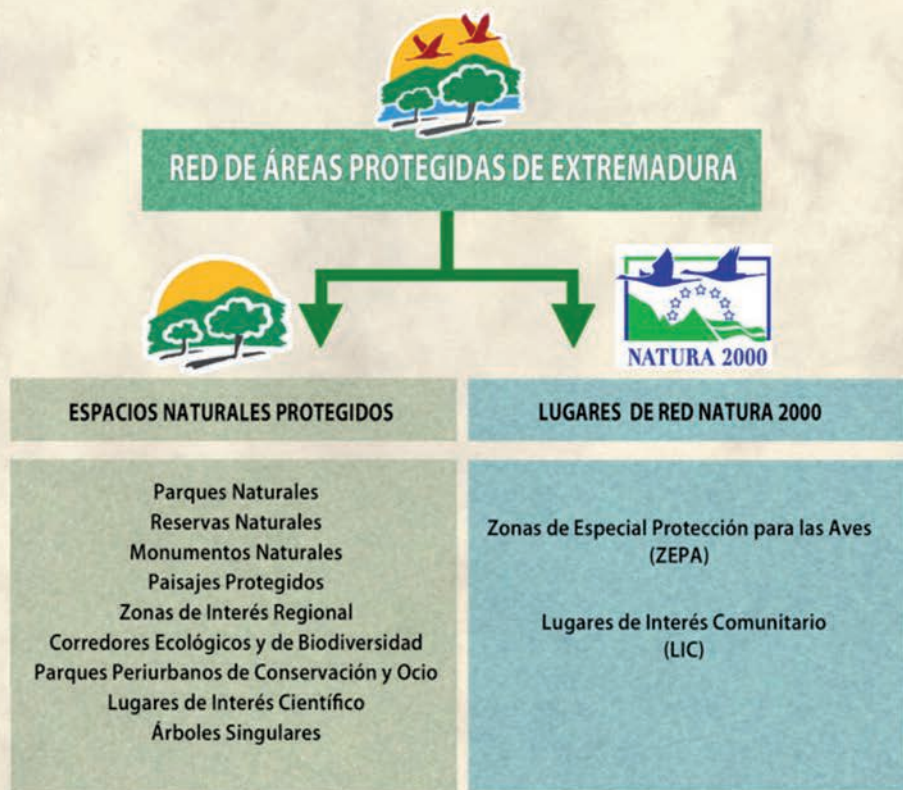 RED DE ÁREAS PROTEGIDAS DE EXTREMADURA
NATURA 2000
ESPACIOS NATURALES PROTEGIDOS
Parques Naturales
Reservas Naturales
Monumentos Naturales
Paisajes Protegidos
Zonas de Interés Regional
Corredores Ecológicos y de Biodiversidad
Parques Periurbanos de Conservación y Ocio
Lugares de Interés Científico
Árboles Singulares
LUGARES DE RED NATURA 2000
Zonas de Especial Protección para las Aves
(ZEPA)
Lugares de Interés Comunitario
(LIC)